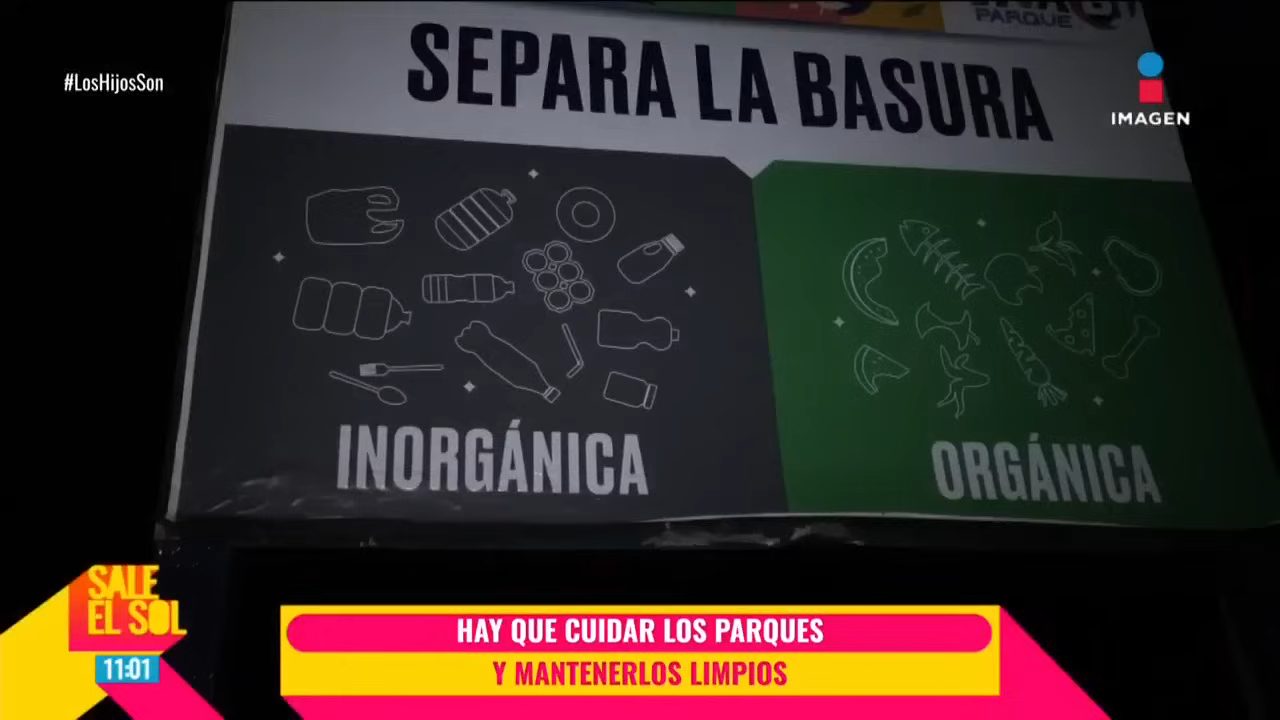 PARQUE
SEPARA LA BASURA
#LosHijosSon
IMAGEN
INORGÁNICA
ORGÁNICA
SALE
EL SOL
11:01
HAY QUE CUIDAR LOS PARQUES
Y MANTENERLOS LIMPIOS